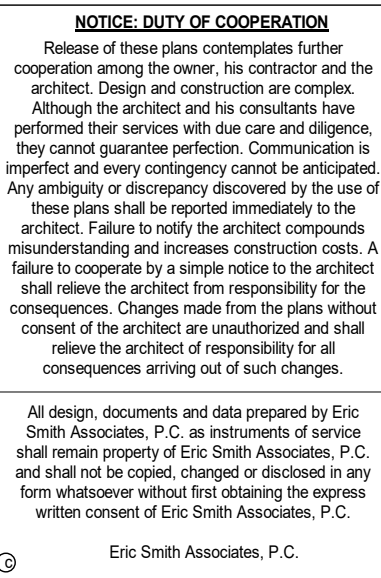 NOTICE: DUTY OF COOPERATION
Release of these plans contemplates further
cooperation among the owner, his contractor and the
architect. Design and construction are complex.
Although the architect and his consultants have
performed their services with due care and diligence,
they cannot guarantee perfection. Communication is
imperfect and every contingency cannot be anticipated.
Any ambiguity or discrepancy discovered by the use of
these plans shall be reported immediately to the
architect. Failure to notify the architect compounds
misunderstanding and increases construction costs. A
failure to cooperate by a simple notice to the architect
shall relieve the architect from responsibility for the
consequences. Changes made from the plans without
consent of the architect are unauthorized and shall
relieve the architect of responsibility for all
consequences arriving out of such changes.
All design, documents and data prepared by Eric
Smith Associates, P.C. as instruments of service
shall remain property of Eric Smith Associates, P.C.
and shall not be copied, changed or disclosed in any
form whatsoever without first obtaining the express
written consent of Eric Smith Associates, P.C.
© Eric Smith Associates, P.C.